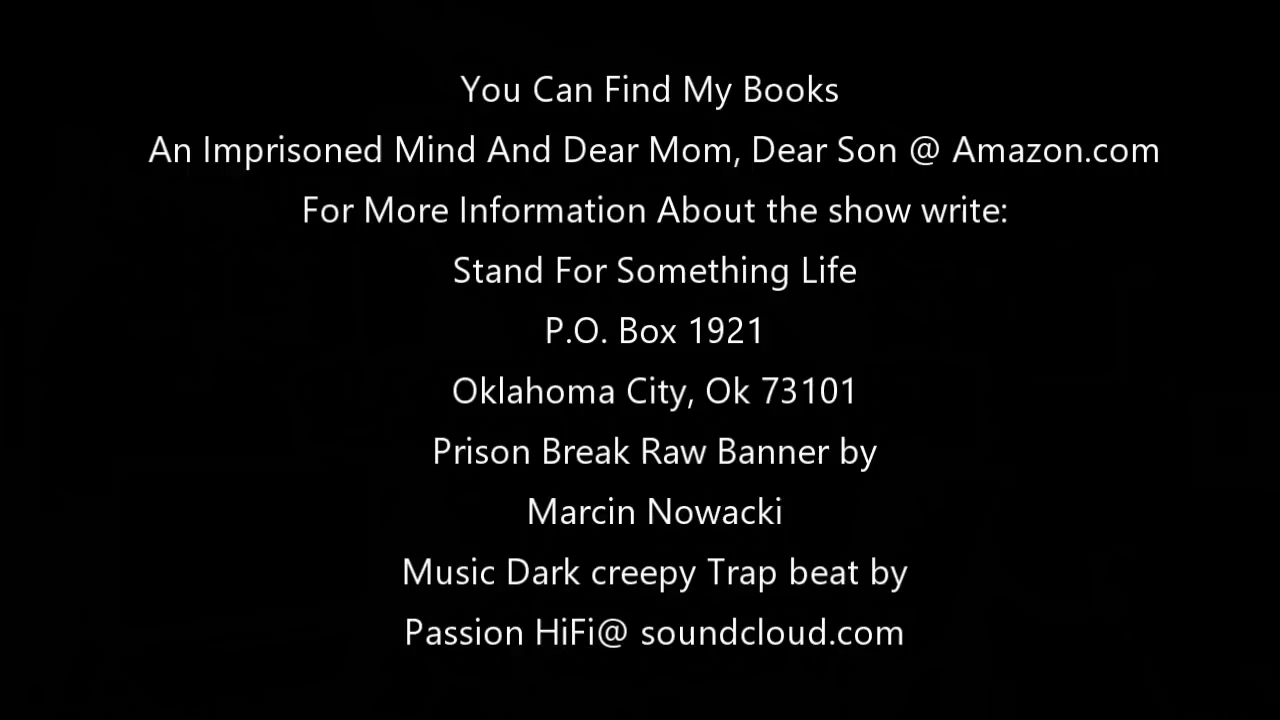 You Can Find My Books
An Imprisoned Mind And Dear Mom, Dear Son @ Amazon.com
For More Information About the show write:
Stand For Something Life
P.O. Box 1921
Oklahoma City, Ok 73101
Prison Break Raw Banner by
Marcin Nowacki
Music Dark creepy Trap beat by
Passion HiFi@ soundcloud.com